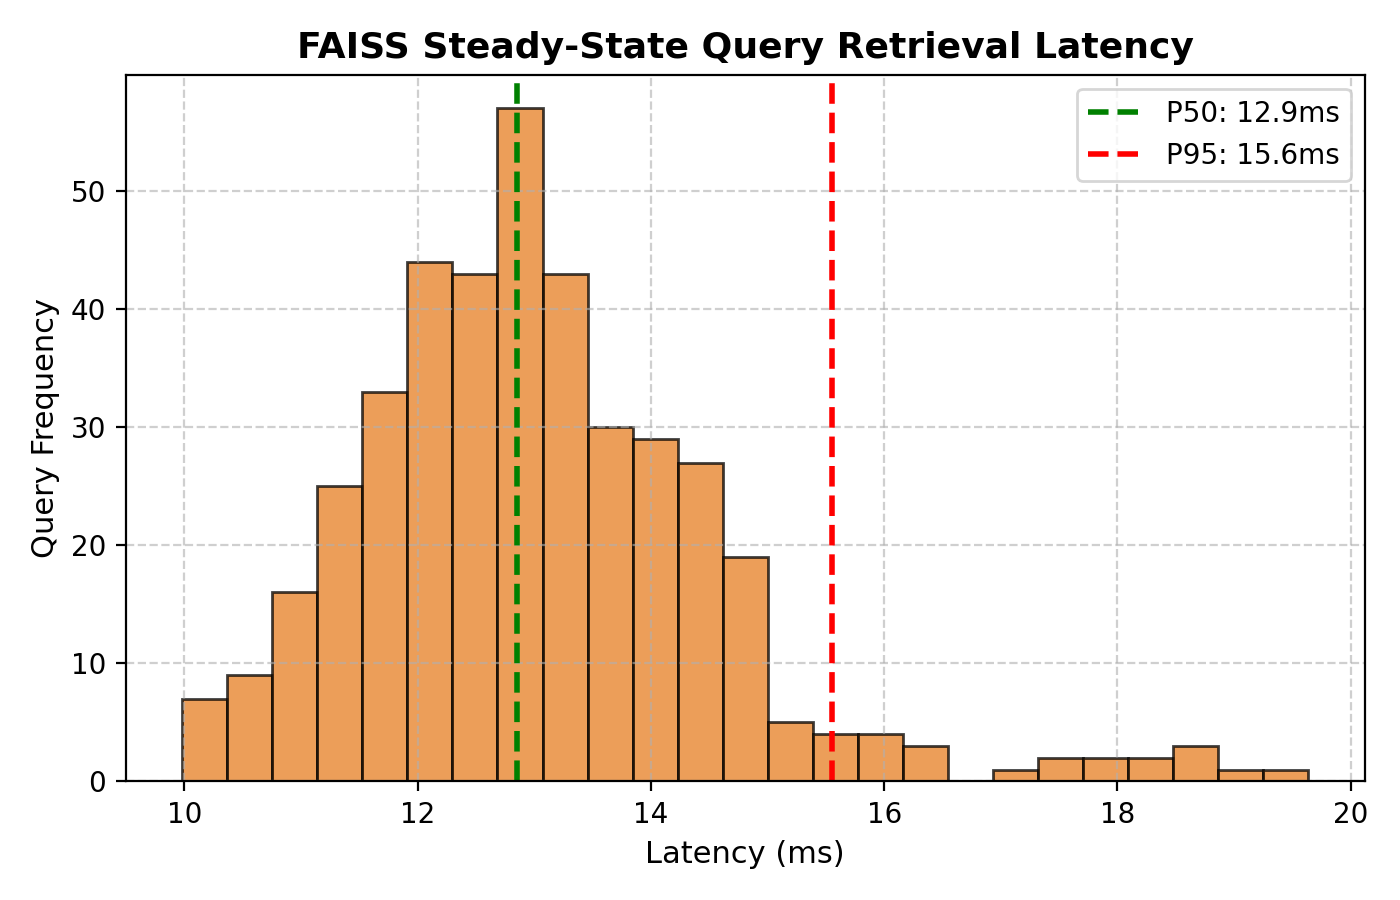 FAISS Steady-State Query Retrieval Latency
P50: 12.9ms
P95: 15.6ms
Query Frequency
50
40
30
20
10
0
10 12 14 16 18 20
Latency (ms)